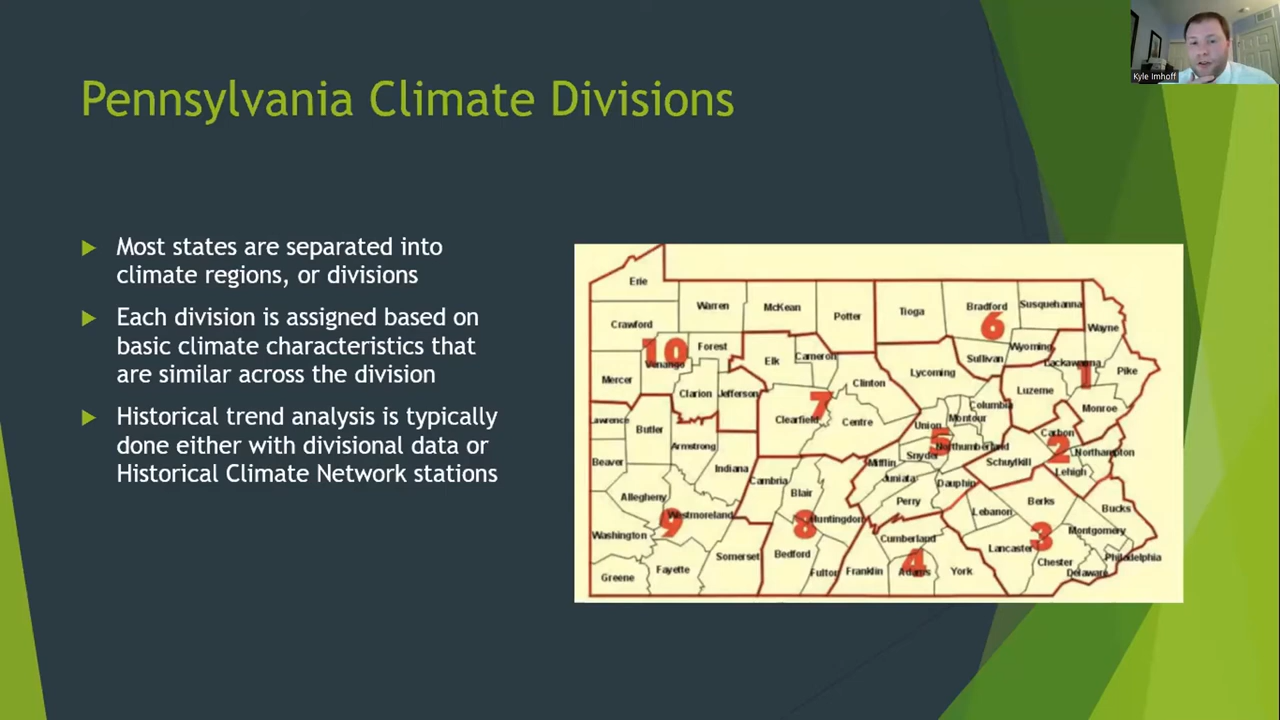 Kyle Imhoff
Pennsylvania Climate Divisions
Most states are separated into
climate regions, or divisions
Each division is assigned based on
basic climate characteristics that
are similar across the division
Historical trend analysis is typically
done either with divisional data or
Historical Climate Network stations
Erie
Warren
McKean
Potter
Tioga
Bradford
Susquehanna
6
Crawford
Wayne
10
Venango
Forest
Elk
Cameron
Sullivan
Wyoming
Lackawanna
1
Pike
Mercer
Clarion
Jefferson
Clearfield
7
Clinton
Centre
Lycoming
Luzerne
Monroe
Lawrence
Butler
Armstrong
Union
Montour
Columbia
5
Northumberland
Carbon
2
Northampton
Beaver
Indiana
Mifflin
Snyder
Schuylkill
Lehigh
Cambria
Blair
Juniata
Dauphin
Allegheny
Perry
Berks
Bucks
Westmoreland
9
8
Huntingdon
Lebanon
Montgomery
Washington
Cumberland
Lancaster
3
Philadelphia
Somerset
Bedford
4
Adams
Chester
Delaware
Greene
Fayette
Fulton
Franklin
York